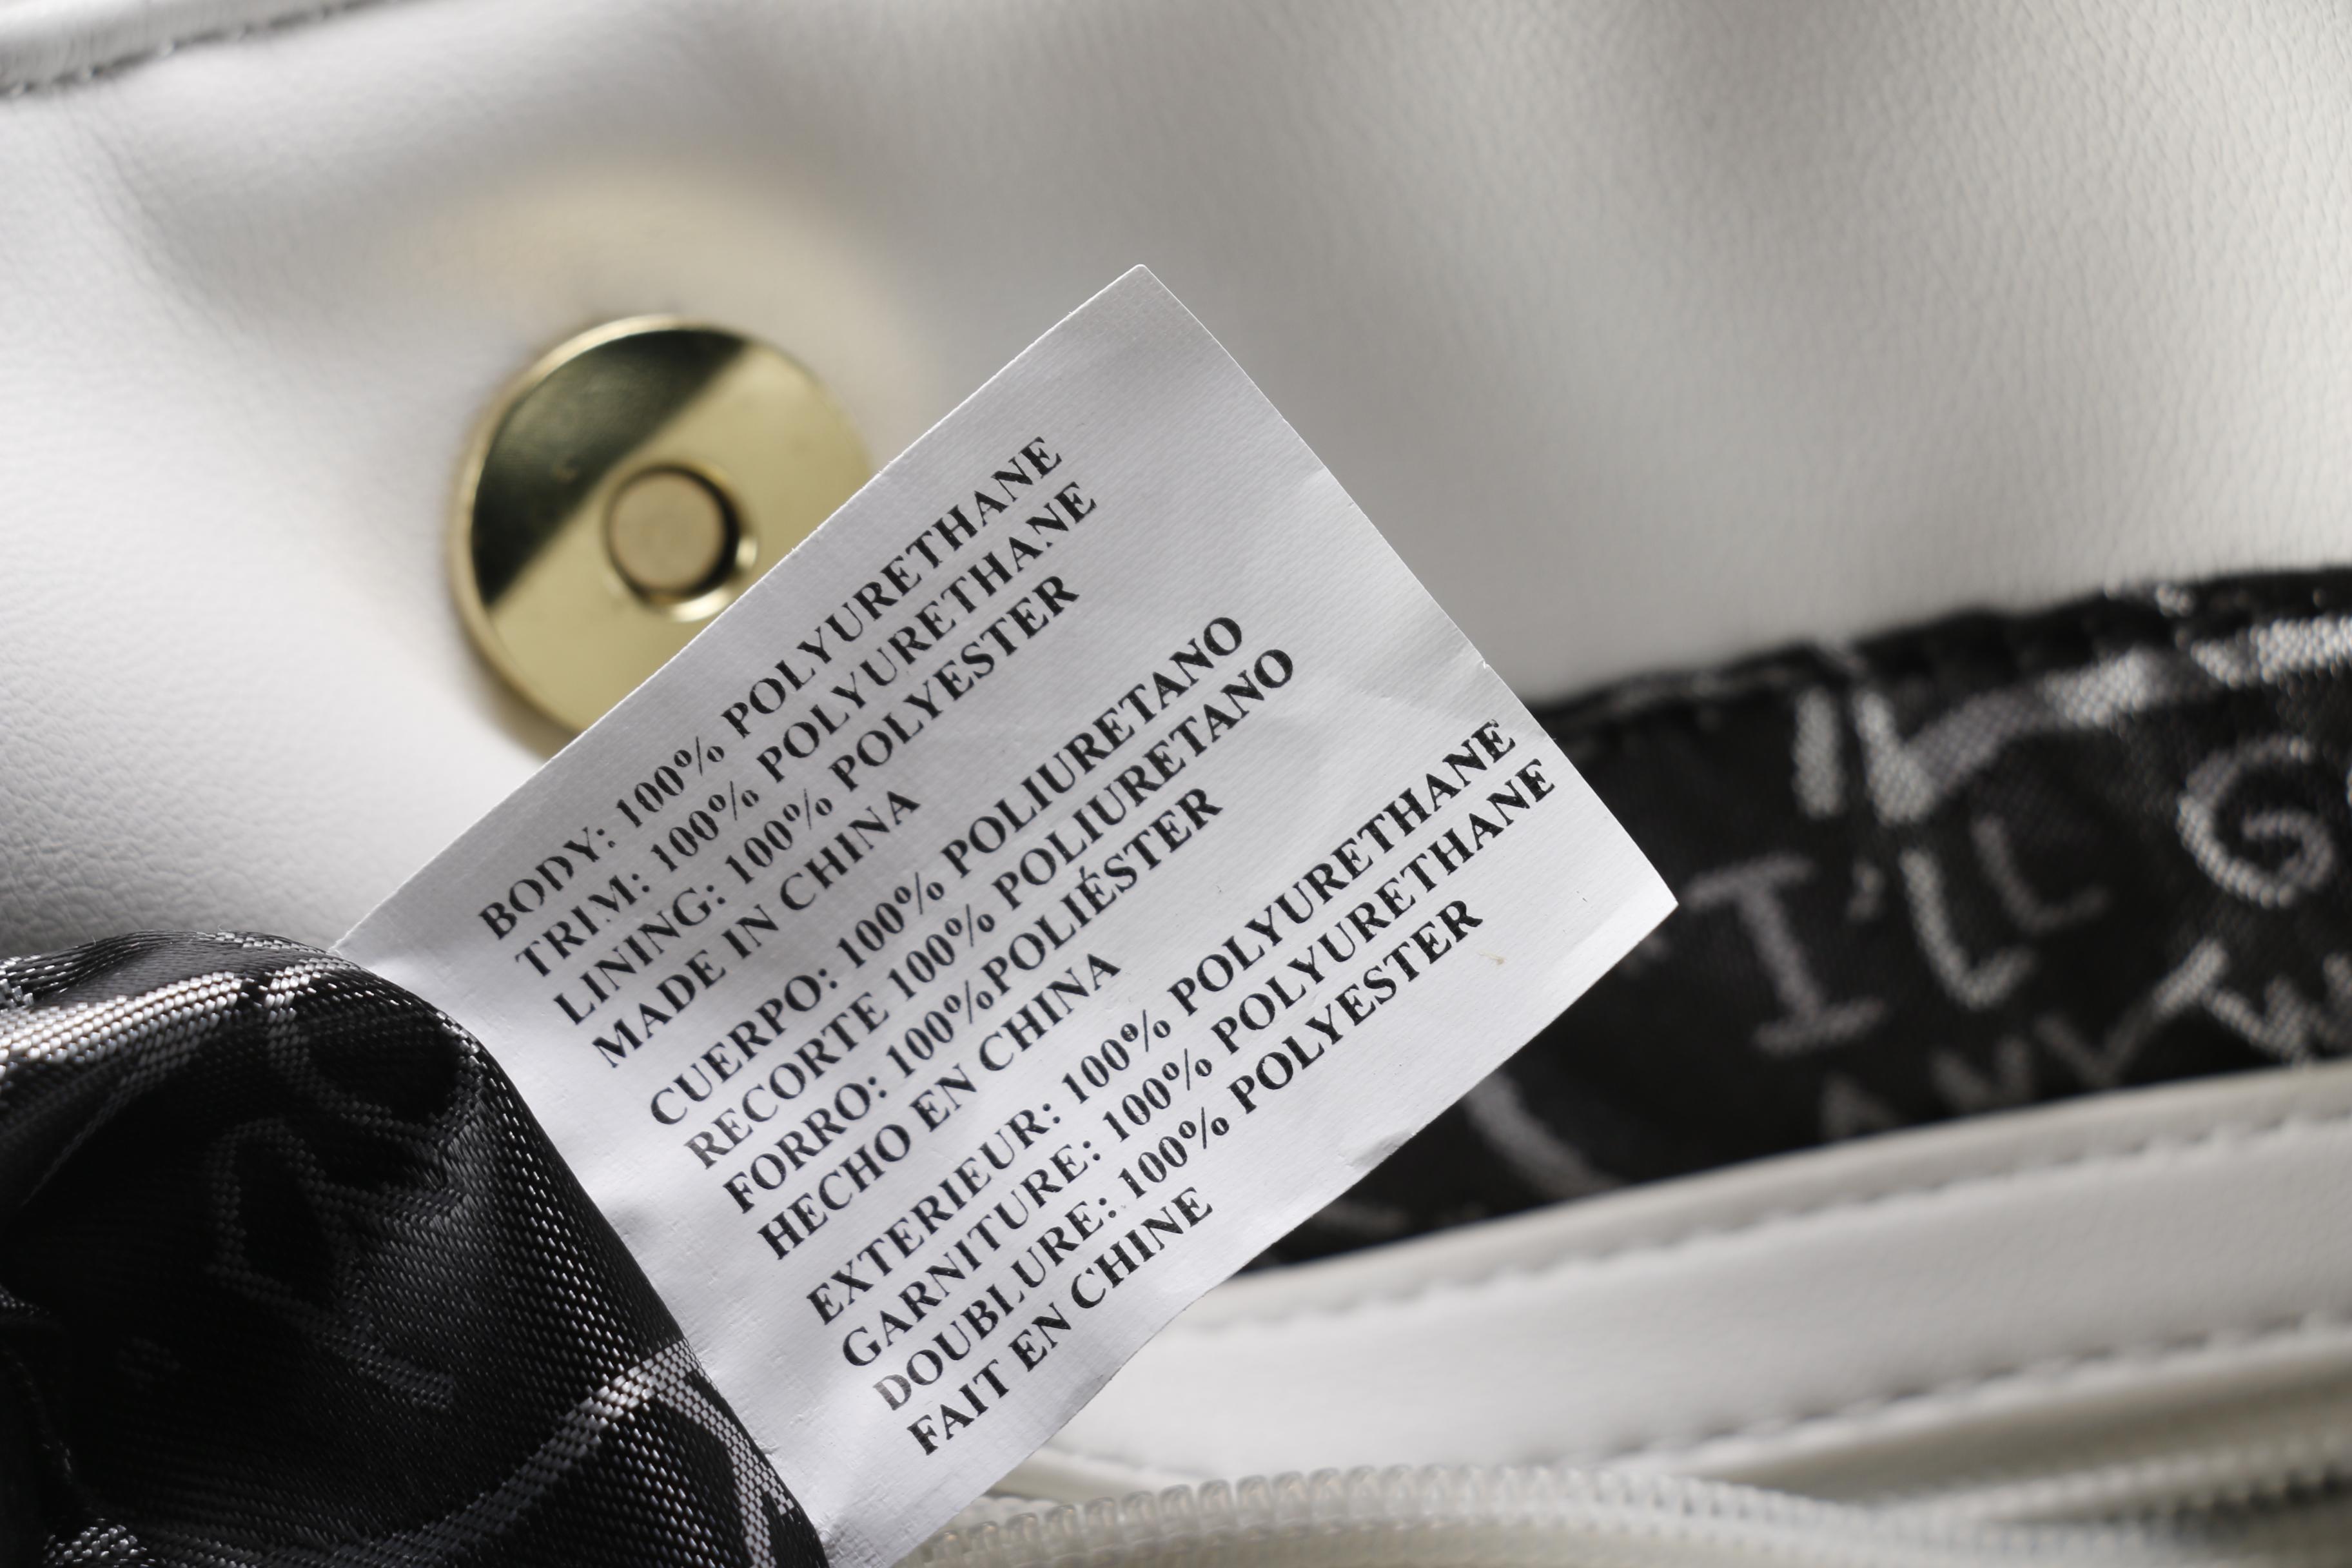 BODY: 100% POLYURETHANE
TRIM: 100% POLYURETHANE
LINING: 100% POLYESTER
MADE IN CHINA
CUERPO: 100% POLIURETANO
RECORTE 100% POLIURETANO
FORRO: 100%POLIÉSTER
HECHO EN CHINA
EXTERIEUR: 100% POLYURETHANE
GARNITURE: 100% POLYURETHANE
DOUBLURE: 100% POLYESTER
FAIT EN CHINE
I'LL